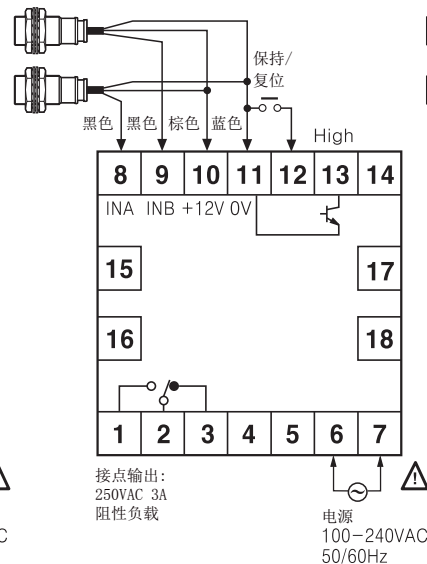 保持/
复位
黑色 黑色 棕色 蓝色
High
8 9 10 11 12 13 14
INA INB +12V 0V
15 17
16 18
1 2 3 4 5 6 7
接点输出:
250VAC 3A
阻性负载
电源
100-240VAC
50/60Hz
C